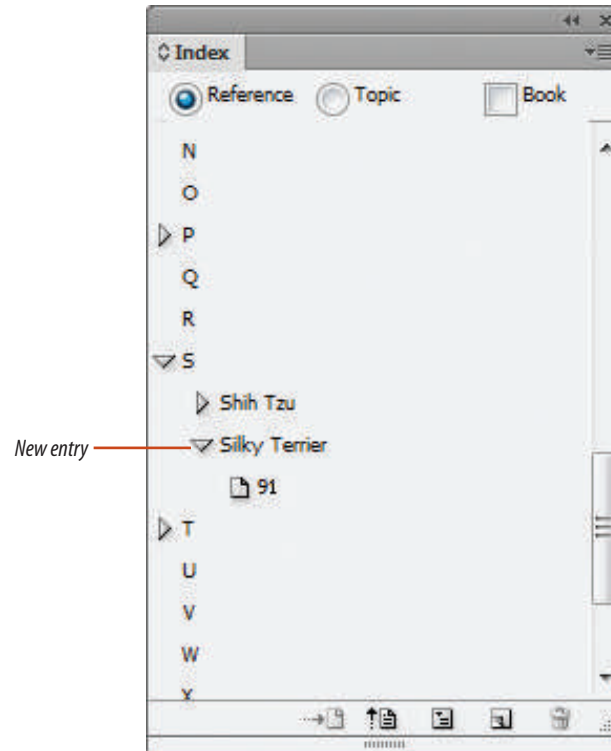 Index
Reference Topic Book
N
O
P
Q
R
S
Shih Tzu
New entry Silky Terrier
91
T
U
V
W
X